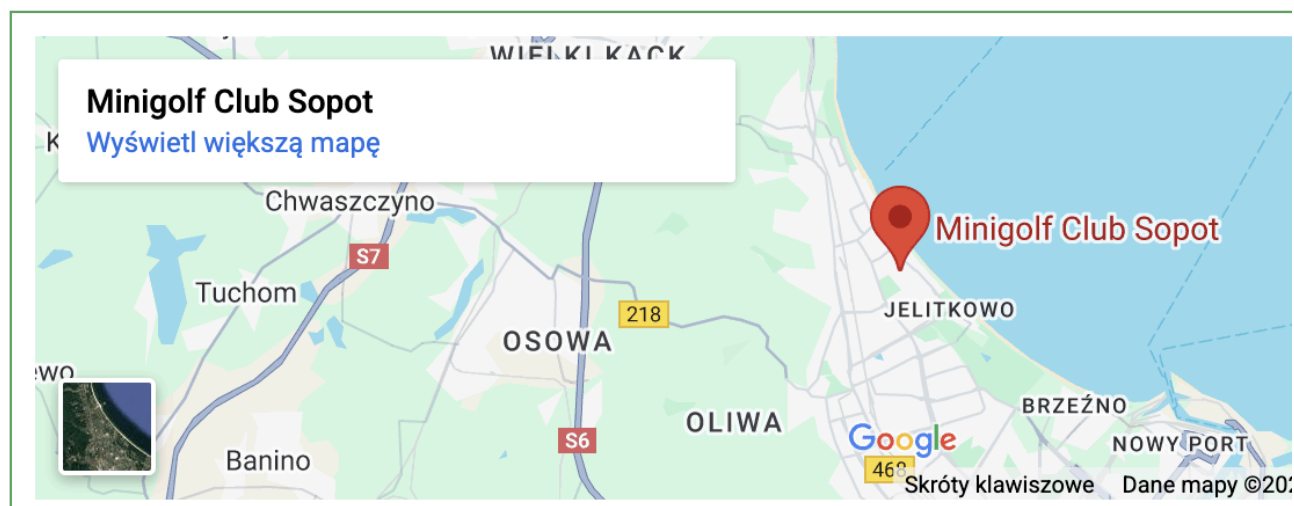 WIELKI KACK
Minigolf Club Sopot
Wyświetl większą mapę
Chwaszczyno
Minigolf Club Sopot
S7
Tuchom
JELITKOWO
218
OSOWA
BRZEŹNO
OLIWA
Google
NOWY PORT
S6
Banino
468
Skróty klawiszowe
Dane mapy ©202